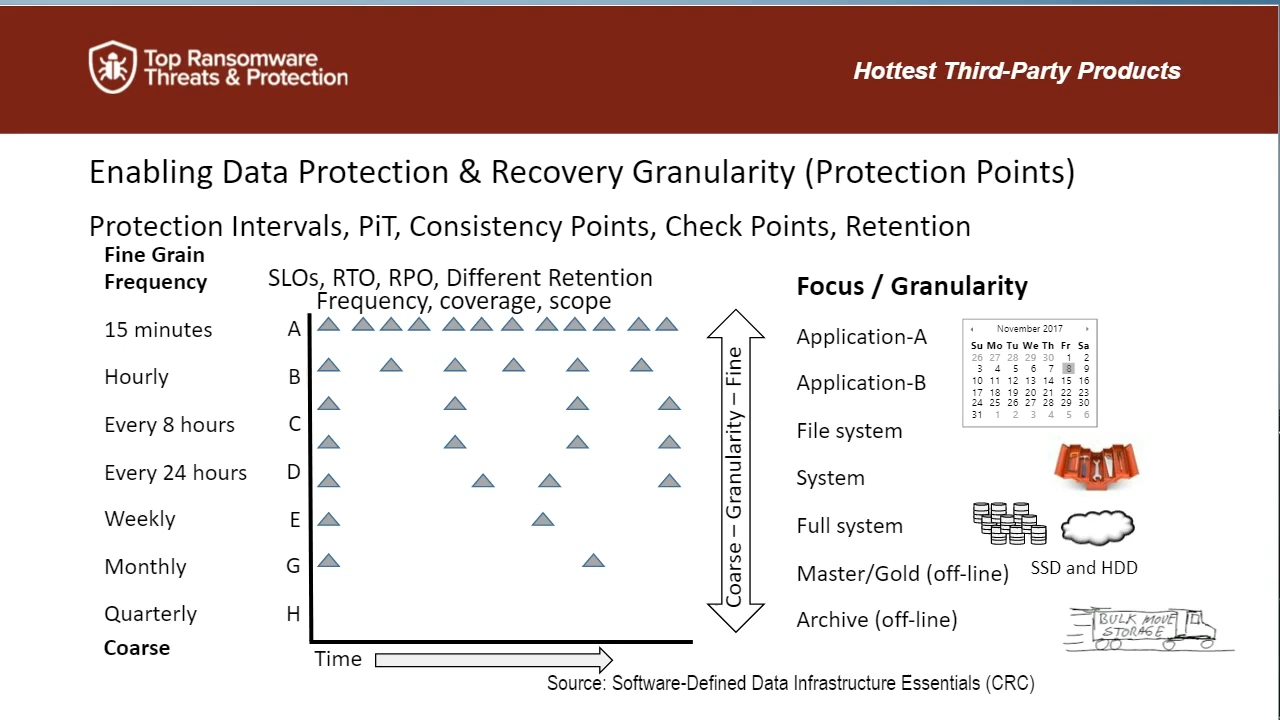 Top Ransomware
Threats & Protection
Hottest Third-Party Products
Enabling Data Protection & Recovery Granularity (Protection Points)
Protection Intervals, PiT, Consistency Points, Check Points, Retention
Fine Grain
Frequency
SLOs, RTO, RPO, Different Retention
Frequency, coverage, scope
Focus / Granularity
15 minutes A
Hourly B
Every 8 hours C
Every 24 hours D
Weekly E
Monthly G
Quarterly H
Coarse
Time
Coarse – Granularity – Fine
Application-A
Application-B
File system
System
Full system
Master/Gold (off-line)
Archive (off-line)
November 2017
Su Mo Tu We Th Fr Sa
26 27 28 29 30 1 2
3 4 5 6 7 8 9
10 11 12 13 14 15 16
17 18 19 20 21 22 23
24 25 26 27 28 29 30
31 1 2 3 4 5 6
SSD and HDD
BULK MOVE
STORAGE
Source: Software-Defined Data Infrastructure Essentials (CRC)